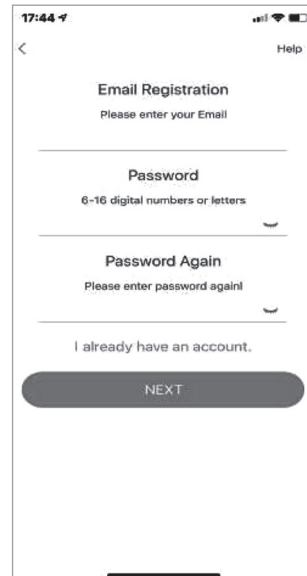 17:44
Help
Email Registration
Please enter your Email
Password
6-16 digital numbers or letters
Password Again
Please enter password again!
I already have an account.
NEXT